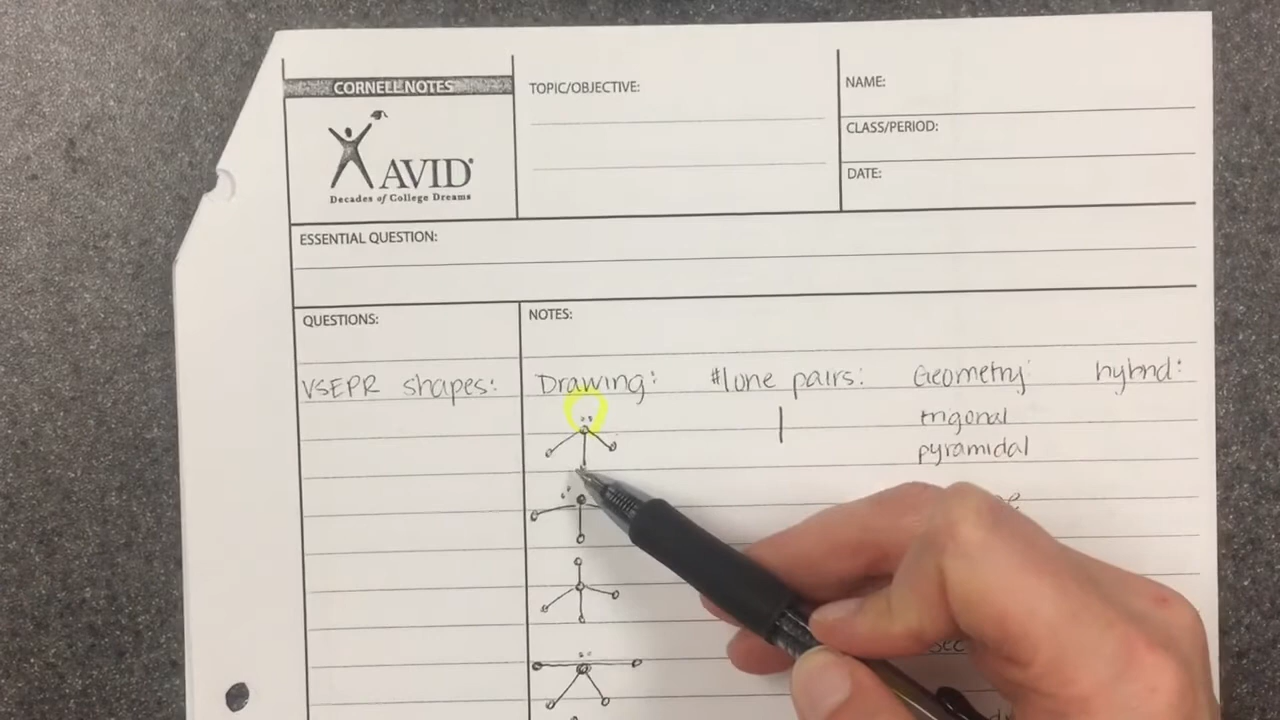 CORNELL NOTES
AVID
Decades of College Dreams
TOPIC/OBJECTIVE:
NAME:
CLASS/PERIOD:
DATE:
ESSENTIAL QUESTION:
QUESTIONS:
NOTES:
VSEPR shapes:
Drawing: #lone pairs: Geometry: hybrid:
1 trigonal
pyramidal